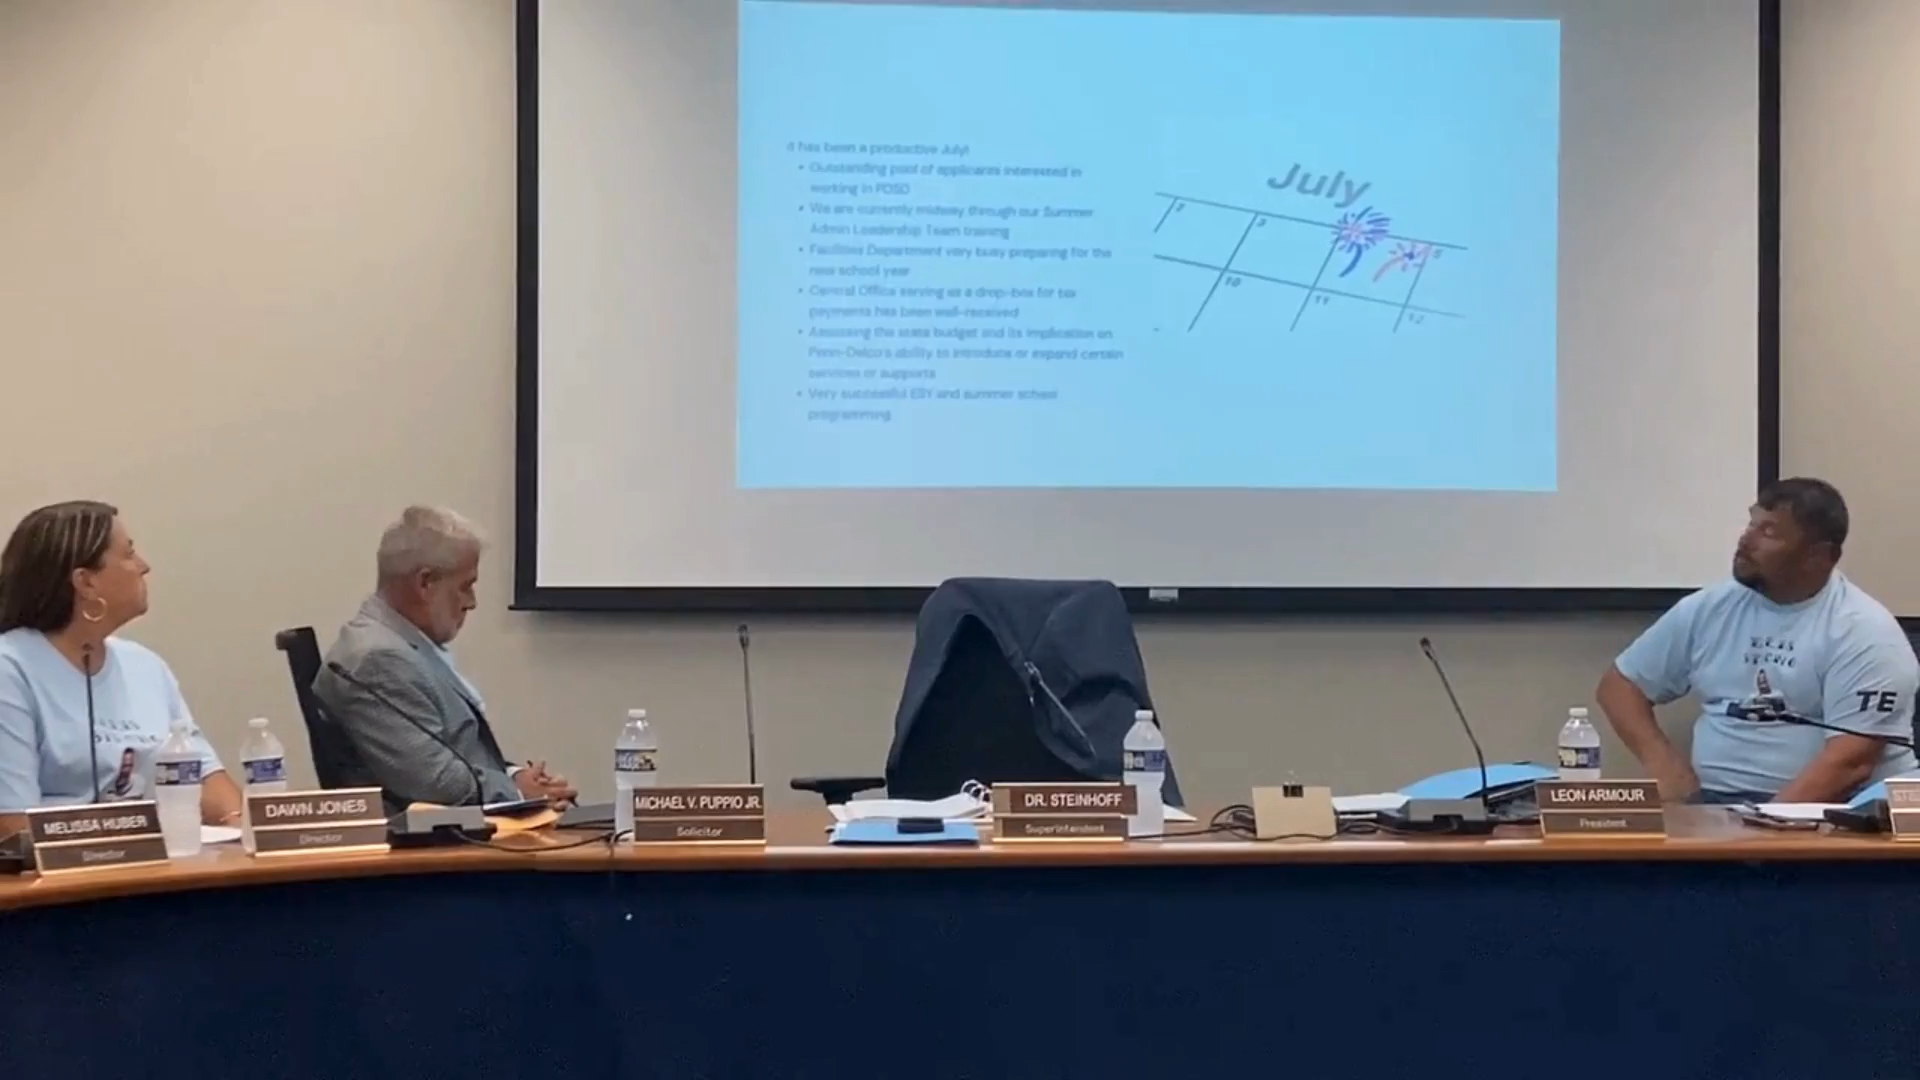 It has been a productive July!
• Outstanding pool of applicants interested in
working in PDSD
• We are currently midway through our Summer
Admin Leadership Team training
• Facilities Department very busy preparing for the
new school year
• Central Office serving as a drop-box for tax
payments has been well-received
• Assessing the state budget and its implication on
Penn-Delco's ability to introduce or expand certain
services or supports
• Very successful ESY and summer school
programming
July
2
3
5
10
11
12
TE
MELISSA HUBER
Director
DAWN JONES
Director
MICHAEL V. PUPPIO JR.
Solicitor
DR. STEINHOFF
Superintendent
LEON ARMOUR
President